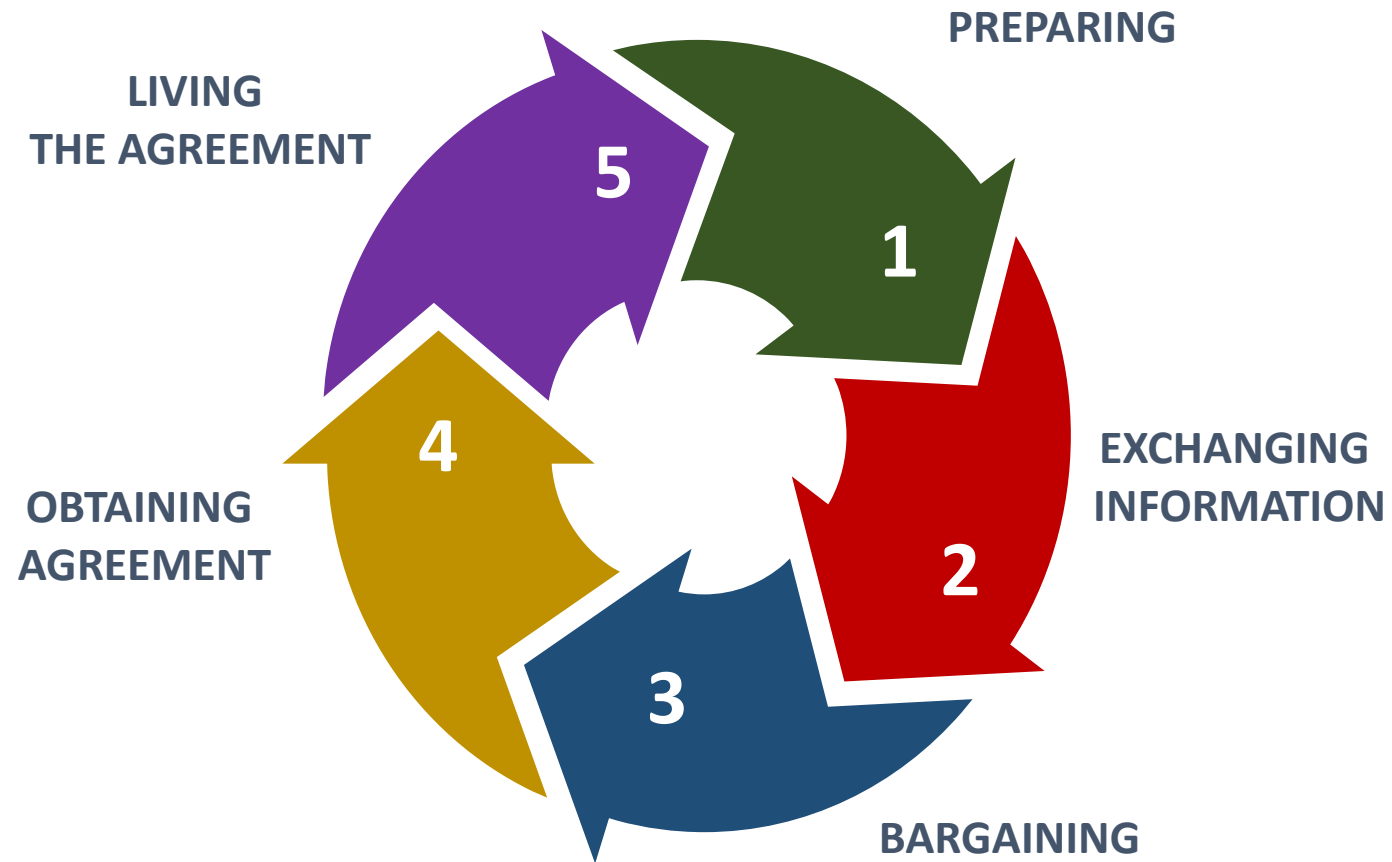 PREPARING
1
EXCHANGING
INFORMATION
2
BARGAINING
3
OBTAINING
AGREEMENT
4
LIVING
THE AGREEMENT
5